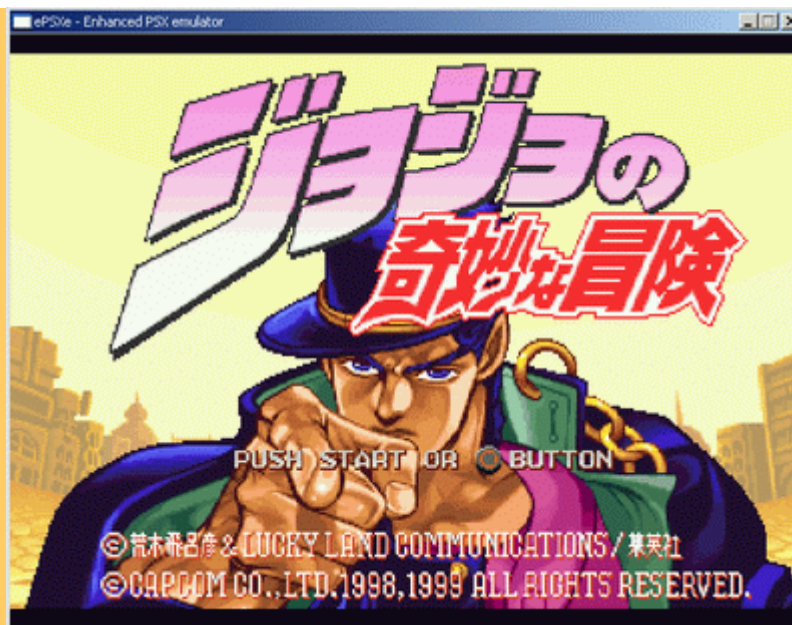 ePSXe - Enhanced PSX emulator
ジョジョの
奇妙な冒険
PUSH START OR BUTTON
©荒木飛呂彦 & LUCKY LAND COMMUNICATIONS/集英社
©CAPCOM CO.,LTD.1998,1999 ALL RIGHTS RESERVED.